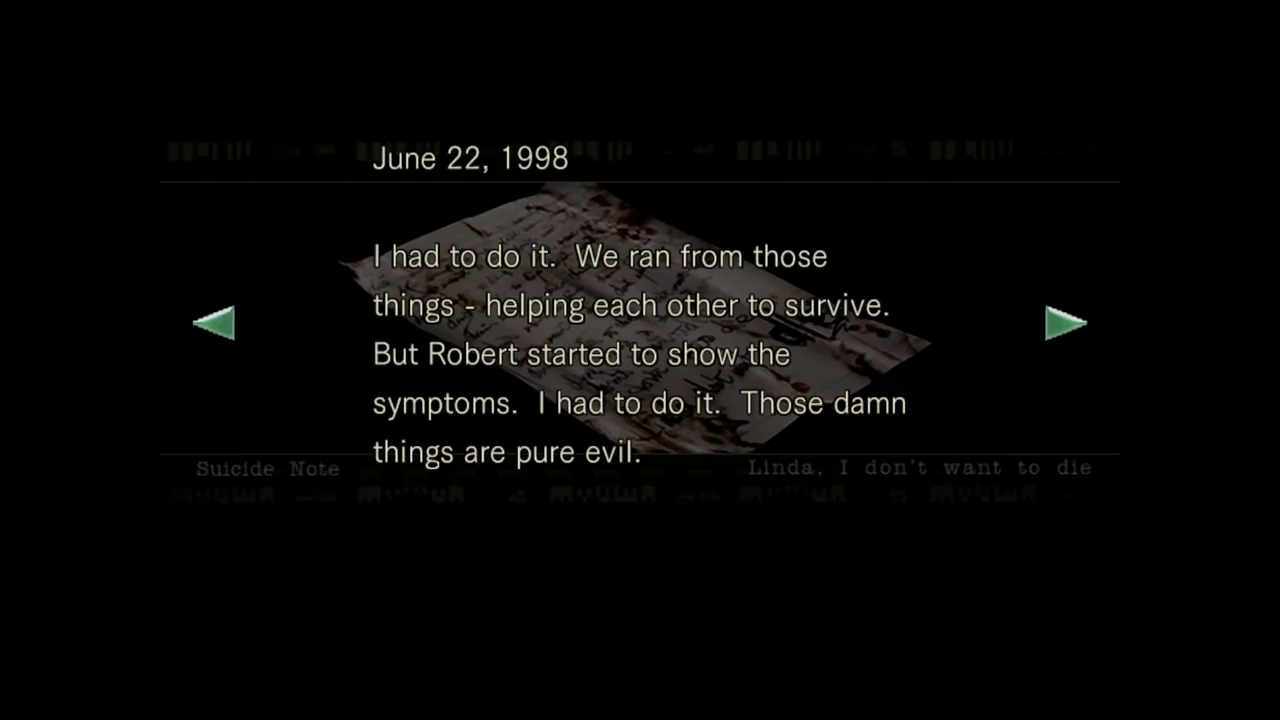 June 22, 1998
I had to do it.  We ran from those
things - helping each other to survive.
But Robert started to show the
symptoms.  I had to do it.  Those damn
things are pure evil.
Suicide Note
Linda, I don't want to die